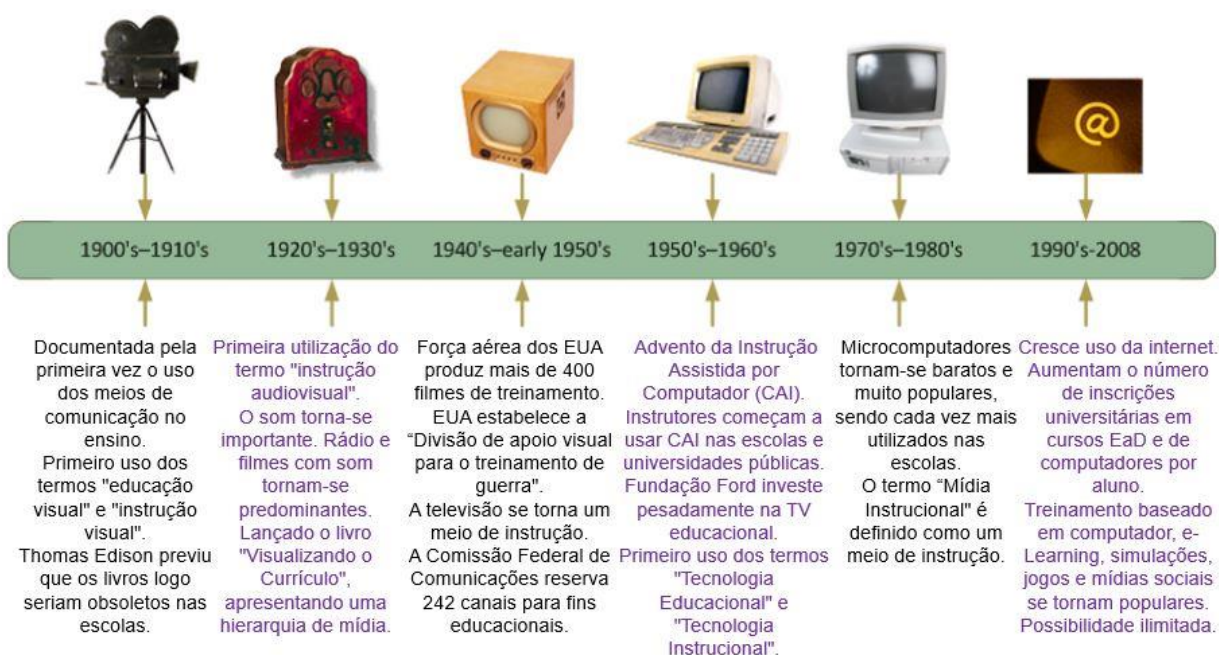 @
1900's–1910's
1920's–1930's
1940's–early 1950's
1950's–1960's
1970's–1980's
1990's-2008
Documentada pela
primeira vez o uso
dos meios de
comunicação no
ensino.
Primeiro uso dos
termos "educação
visual" e "instrução
visual".
Thomas Edison previu
que os livros logo
seriam obsoletos nas
escolas.
Primeira utilização do
termo "instrução
audiovisual".
O som torna-se
importante. Rádio e
filmes com som
tornam-se
predominantes.
Lançado o livro
"Visualizando o
Currículo",
apresentando uma
hierarquia de mídia.
Força aérea dos EUA
produz mais de 400
filmes de treinamento.
EUA estabelece a
“Divisão de apoio visual
para o treinamento de
guerra".
A televisão se torna um
meio de instrução.
A Comissão Federal de
Comunicações reserva
242 canais para fins
educacionais.
Advento da Instrução
Assistida por
Computador (CAI).
Instrutores começam a
usar CAI nas escolas e
universidades públicas.
Fundação Ford investe
pesadamente na TV
educacional.
Primeiro uso dos termos
"Tecnologia
Educacional" e
"Tecnologia
Instrucional".
Microcomputadores
tornam-se baratos e
muito populares,
sendo cada vez mais
utilizados nas
escolas.
O termo “Mídia
Instrucional" é
definido como um
meio de instrução.
Cresce uso da internet.
Aumentam o número
de inscrições
universitárias em
cursos EaD e de
computadores por
aluno.
Treinamento baseado
em computador, e-
Learning, simulações,
jogos e mídias sociais
se tornam populares.
Possibilidade ilimitada.